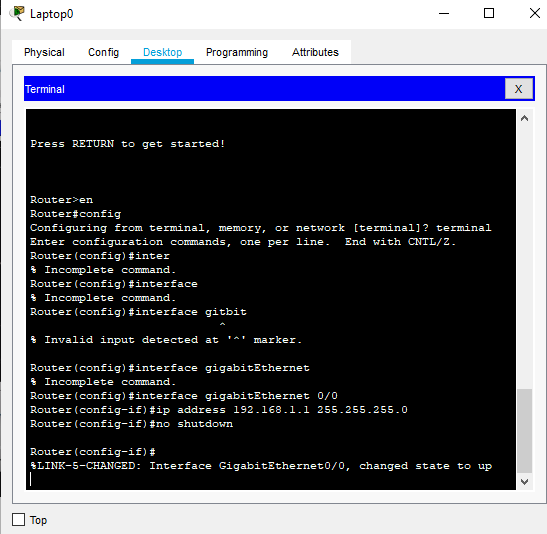 Laptop0
Physical Config Desktop Programming Attributes
Terminal X
Press RETURN to get started!
Router>en
Router#config
Configuring from terminal, memory, or network [terminal]? terminal
Enter configuration commands, one per line.  End with CNTL/Z.
Router(config)#inter
% Incomplete command.
Router(config)#interface
% Incomplete command.
Router(config)#interface gitbit
^
% Invalid input detected at '^' marker.
Router(config)#interface gigabitEthernet
% Incomplete command.
Router(config)#interface gigabitEthernet 0/0
Router(config-if)#ip address 192.168.1.1 255.255.255.0
Router(config-if)#no shutdown
Router(config-if)#
%LINK-5-CHANGED: Interface GigabitEthernet0/0, changed state to up
Top